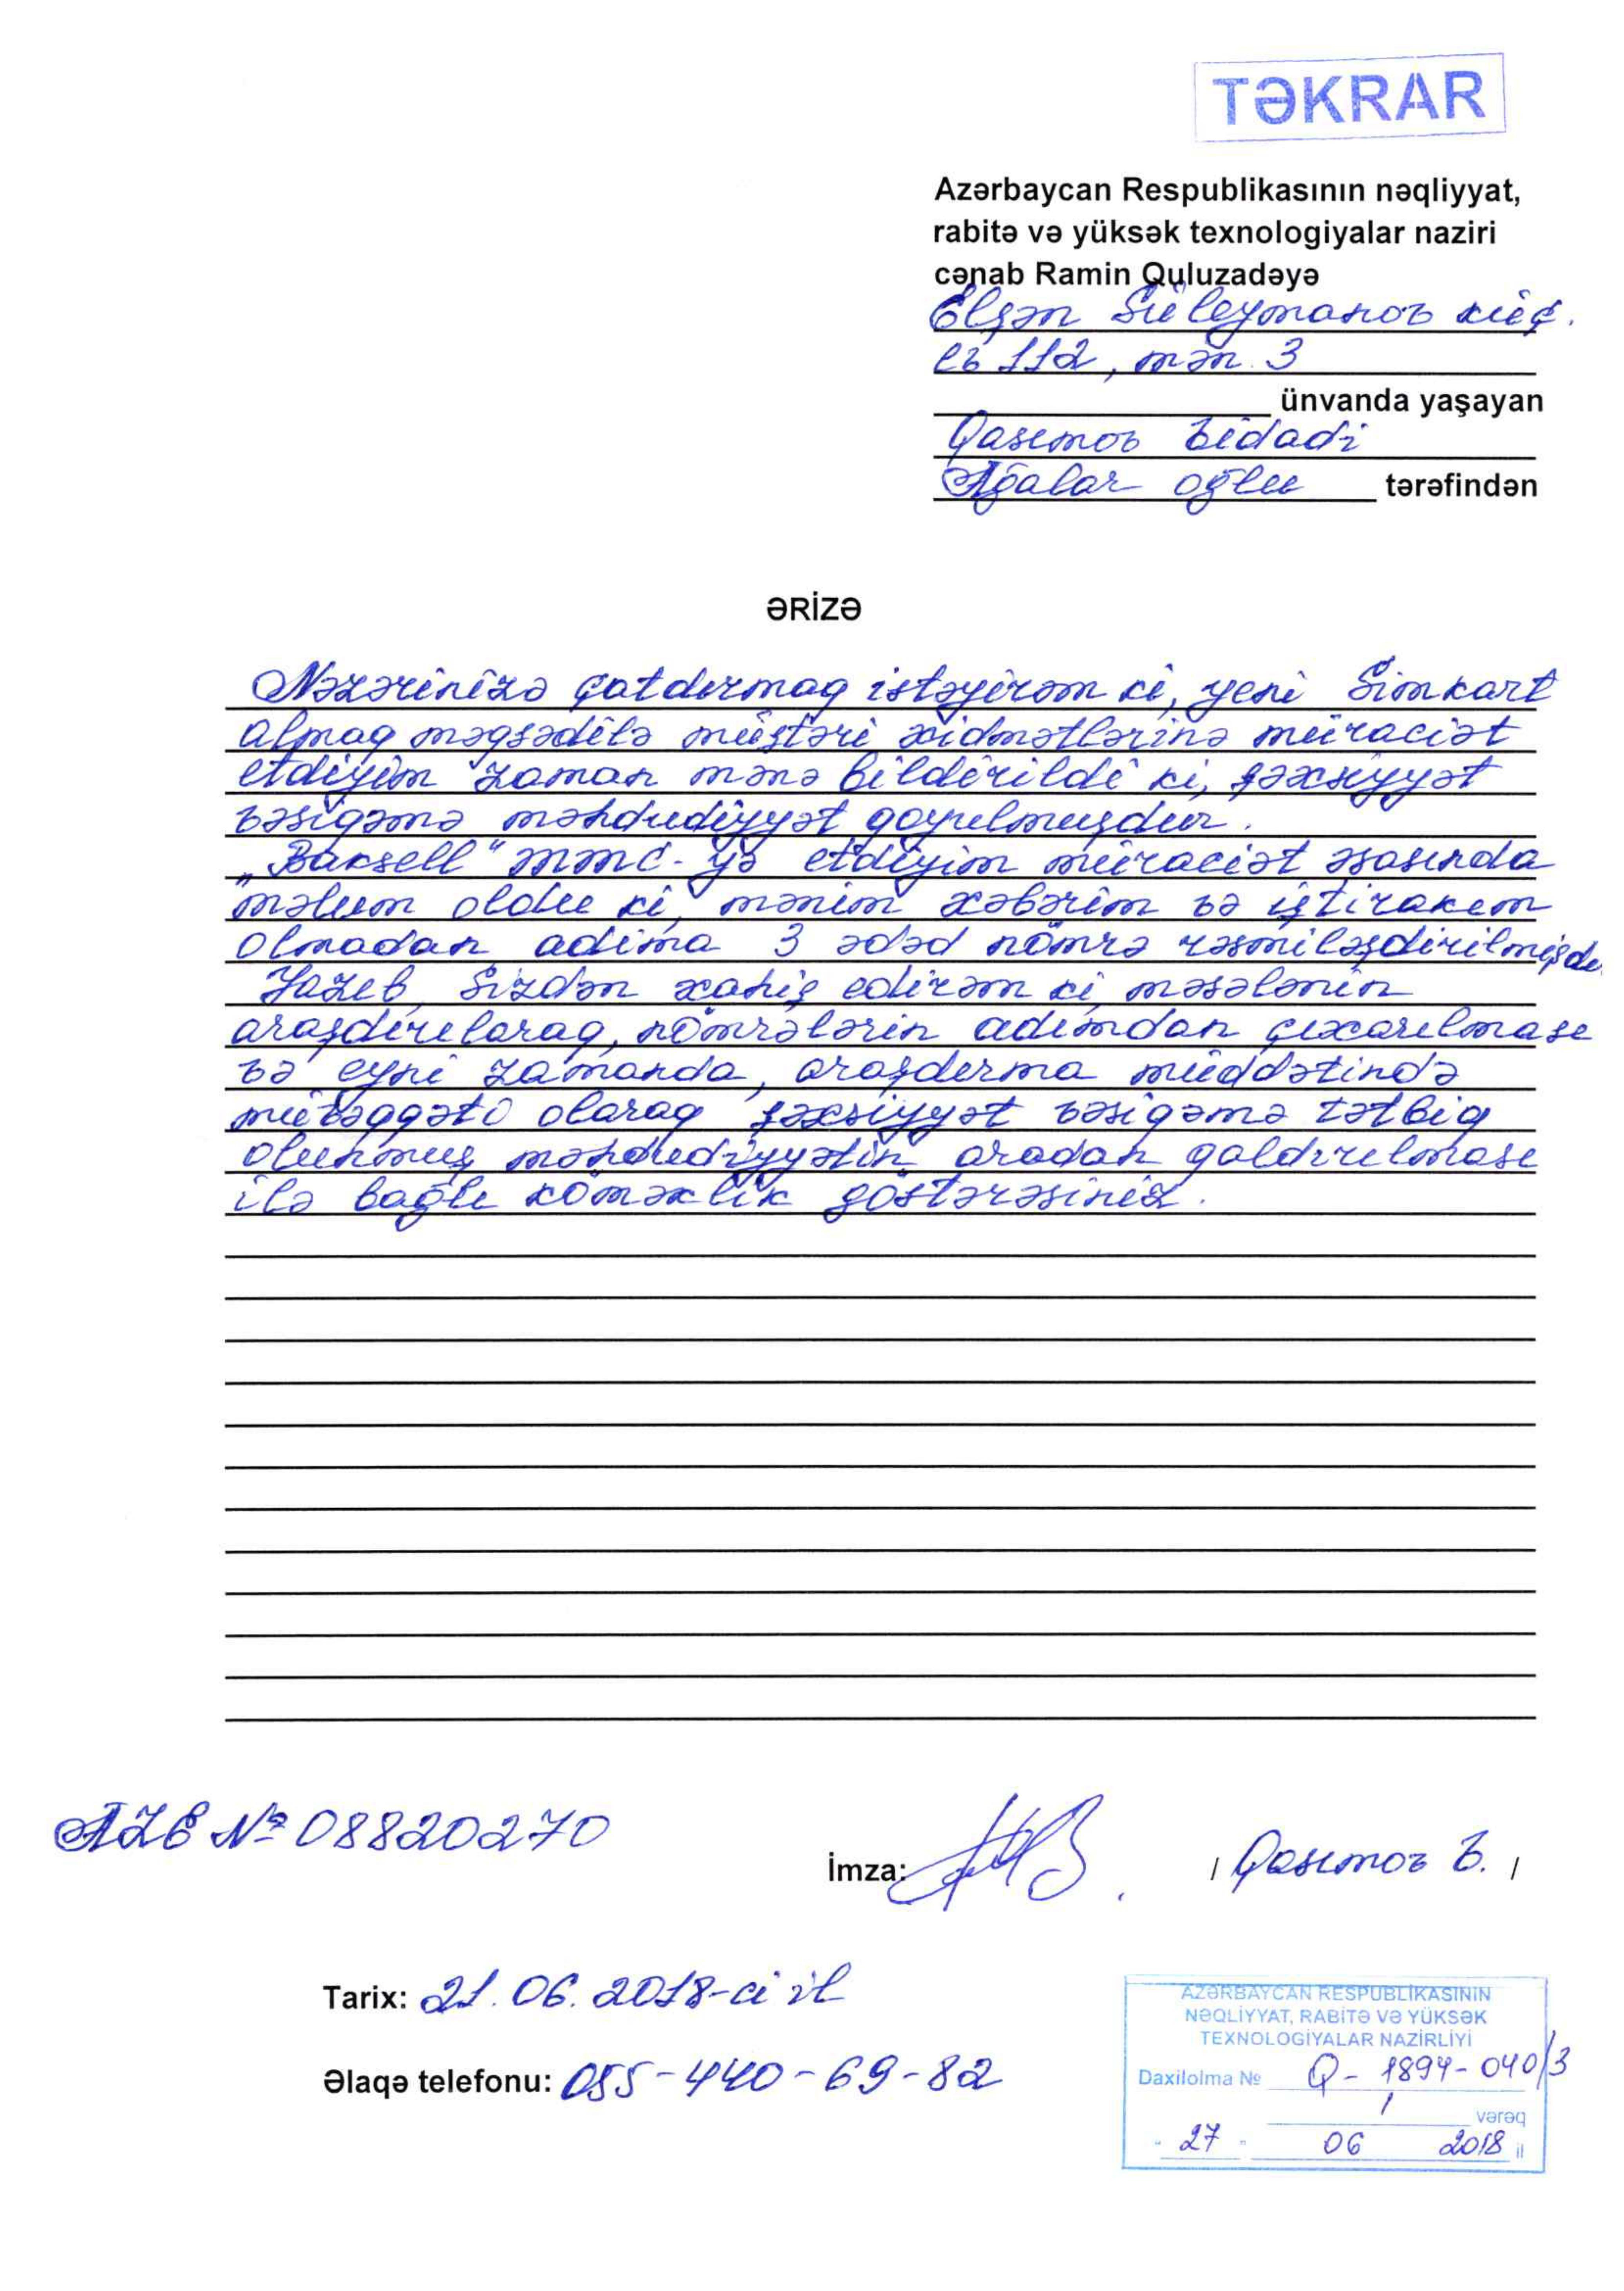 TƏKRAR
Azərbaycan Respublikasının nəqliyyat,
rabitə və yüksək texnologiyalar naziri
cənab Ramin Quluzadəyə
Elşən Süleymanov küç.
ev 112, mən. 3
ünvanda yaşayan
Qasımov Vidadi
Ağalar oğlu tərəfindən
ƏRİZƏ
Nəzərinizə çatdırmaq istəyirəm ki, yeni Simkart
almaq məqsədilə müştəri xidmətlərinə müraciət
etdiyim zaman mənə bildirildi ki, şəxsiyyət
vəsiqəmə məhdudiyyət qoyulmuşdur.
„Baksell“ MMC-yə etdiyim müraciət əsasında
məlum oldu ki, mənim xəbərim və iştirakım
olmadan adıma 3 ədəd nömrə rəsmiləşdirilmişdi.
Yazıb, Sizdən xahiş edirəm ki məsələnin
araşdırılaraq, nömrələrin adımdan çıxarılması
və eyni zamanda, araşdırma müddətində
müvəqqəti olaraq şəxsiyyət vəsiqəmə tətbiq
olunmuş məhdudiyyətin aradan qaldırılması
ilə bağlı köməklik göstərəsiniz.
AZE № 08820270
İmza: / Qasımov V. /
Tarix: 21.06.2018-ci il
Əlaqə telefonu: 055-440-69-82
AZƏRBAYCAN RESPUBLİKASININ
NƏQLİYYAT, RABİTƏ VƏ YÜKSƏK
TEXNOLOGİYALAR NAZİRLİYİ
Daxilolma № Q-1894-040/3
1 vərəq
"27" 06 2018 il